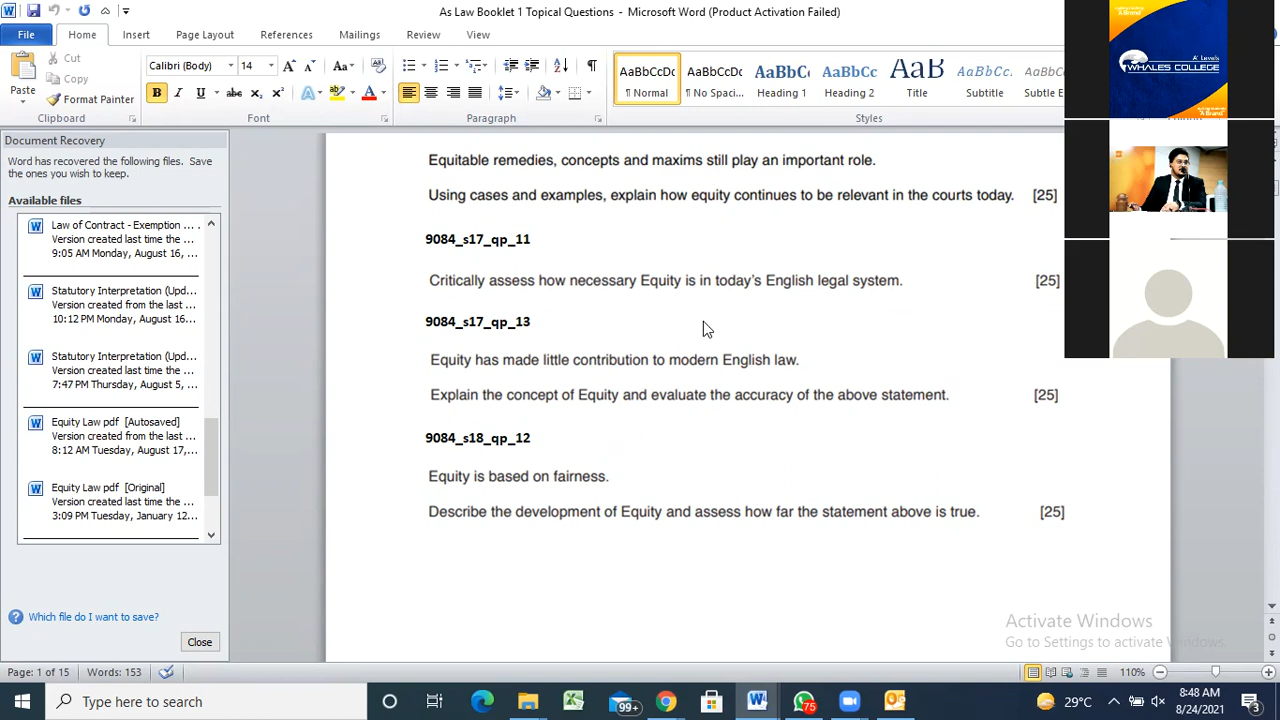 As Law Booklet 1 Topical Questions - Microsoft Word (Product Activation Failed)
File Home Insert Page Layout References Mailings Review View
Cut
Copy
Format Painter
Paste
Clipboard
Calibri (Body) 14
Font
Paragraph
AaBbCcDc AaBbCcDc AaBbC AaBbCc AaB AaBbCcDc AaBbCcDc
¶ Normal ¶ No Spaci... Heading 1 Heading 2 Title Subtitle Subtle E
Styles
A' Levels
WHALES COLLEGE
Document Recovery
Word has recovered the following files. Save
the ones you wish to keep.
Available files
Law of Contract - Exemption ...
Version created last time the ...
9:05 AM Monday, August 16, ...
Statutory Interpretation (Upd...
Version created from the last ...
10:12 PM Monday, August 16...
Statutory Interpretation (Upd...
Version created from the last ...
7:47 PM Thursday, August 5, ...
Equity Law pdf [Autosaved]
Version created from the last ...
8:12 AM Tuesday, August 17, ...
Equity Law pdf [Original]
Version created last time the ...
3:09 PM Tuesday, January 12...
Which file do I want to save?
Close
Equitable remedies, concepts and maxims still play an important role.
Using cases and examples, explain how equity continues to be relevant in the courts today. [25]
9084_s17_qp_11
Critically assess how necessary Equity is in today's English legal system. [25]
9084_s17_qp_13
Equity has made little contribution to modern English law.
Explain the concept of Equity and evaluate the accuracy of the above statement. [25]
9084_s18_qp_12
Equity is based on fairness.
Describe the development of Equity and assess how far the statement above is true. [25]
Activate Windows
Go to Settings to activate Windows.
Page: 1 of 15 Words: 153 110%
Type here to search
99+
75
29°C
8:48 AM
8/24/2021
3